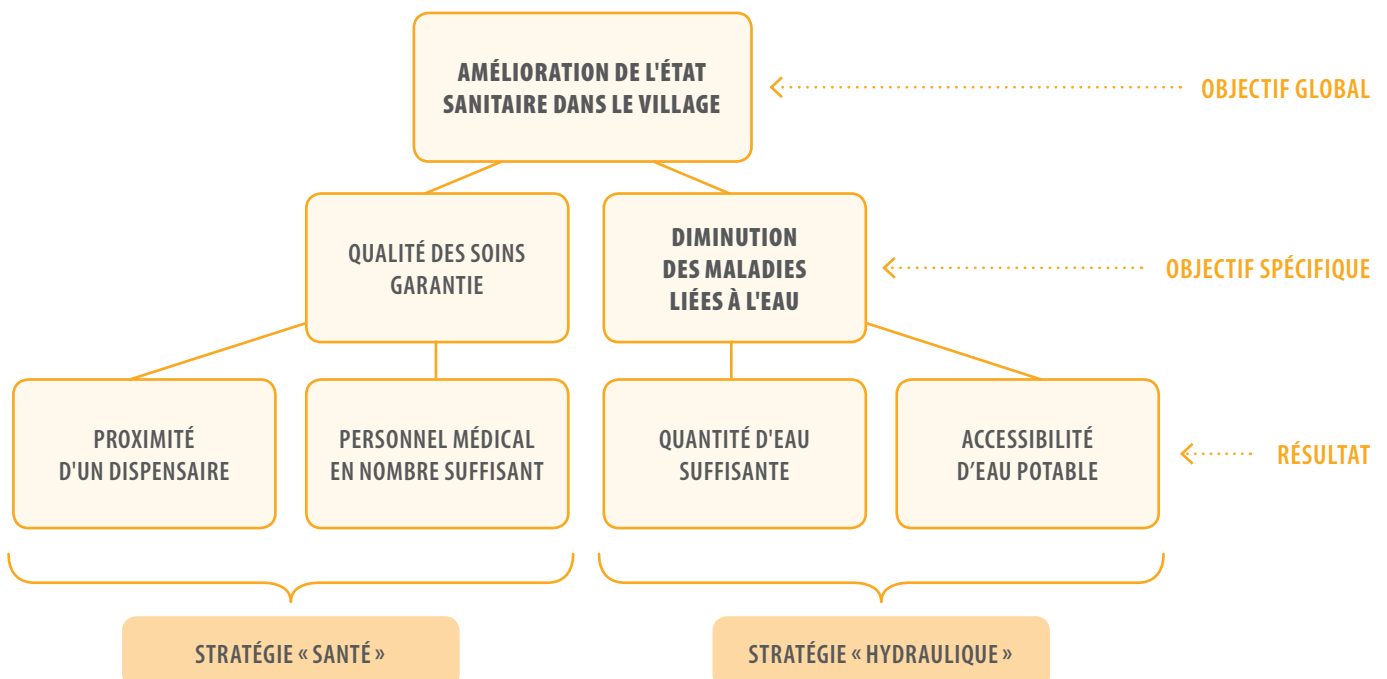 AMÉLIORATION DE L'ÉTAT
SANITAIRE DANS LE VILLAGE
OBJECTIF GLOBAL
QUALITÉ DES SOINS
GARANTIE
DIMINUTION
DES MALADIES
LIÉES À L'EAU
OBJECTIF SPÉCIFIQUE
PROXIMITÉ
D'UN DISPENSAIRE
PERSONNEL MÉDICAL
EN NOMBRE SUFFISANT
QUANTITÉ D'EAU
SUFFISANTE
ACCESSIBILITÉ
D’EAU POTABLE
RÉSULTAT
STRATÉGIE « SANTÉ »
STRATÉGIE « HYDRAULIQUE »